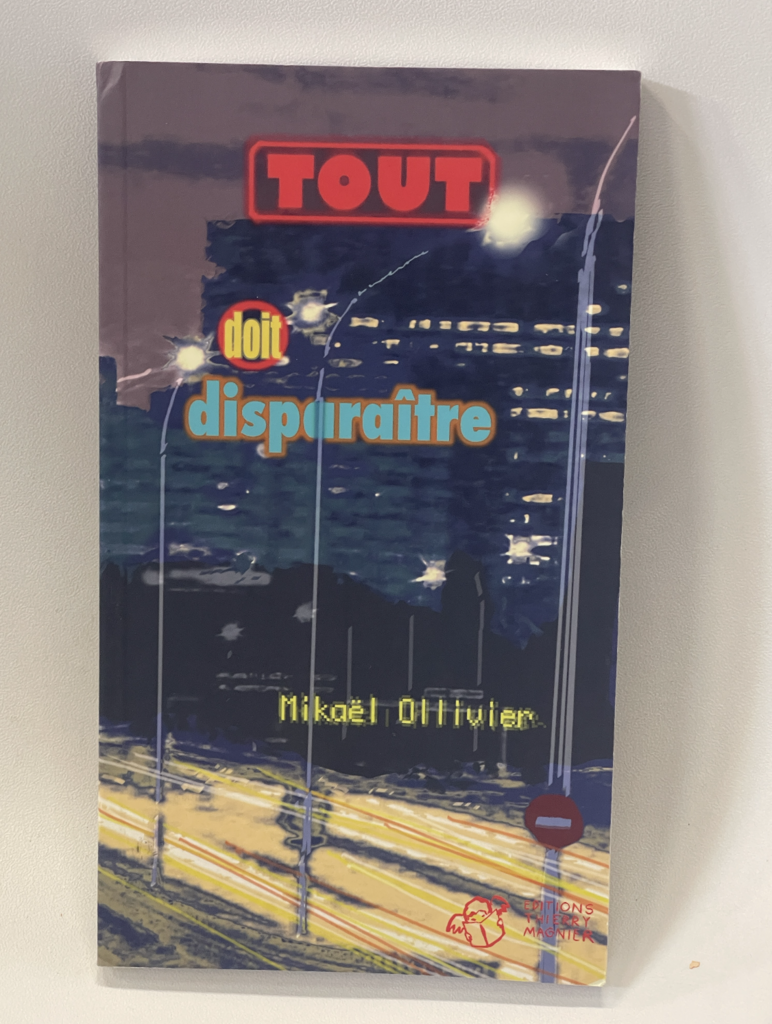 TOUT
doit
disparaître
Mikaël Ollivier
EDITIONS
THIERRY
MAGNIER